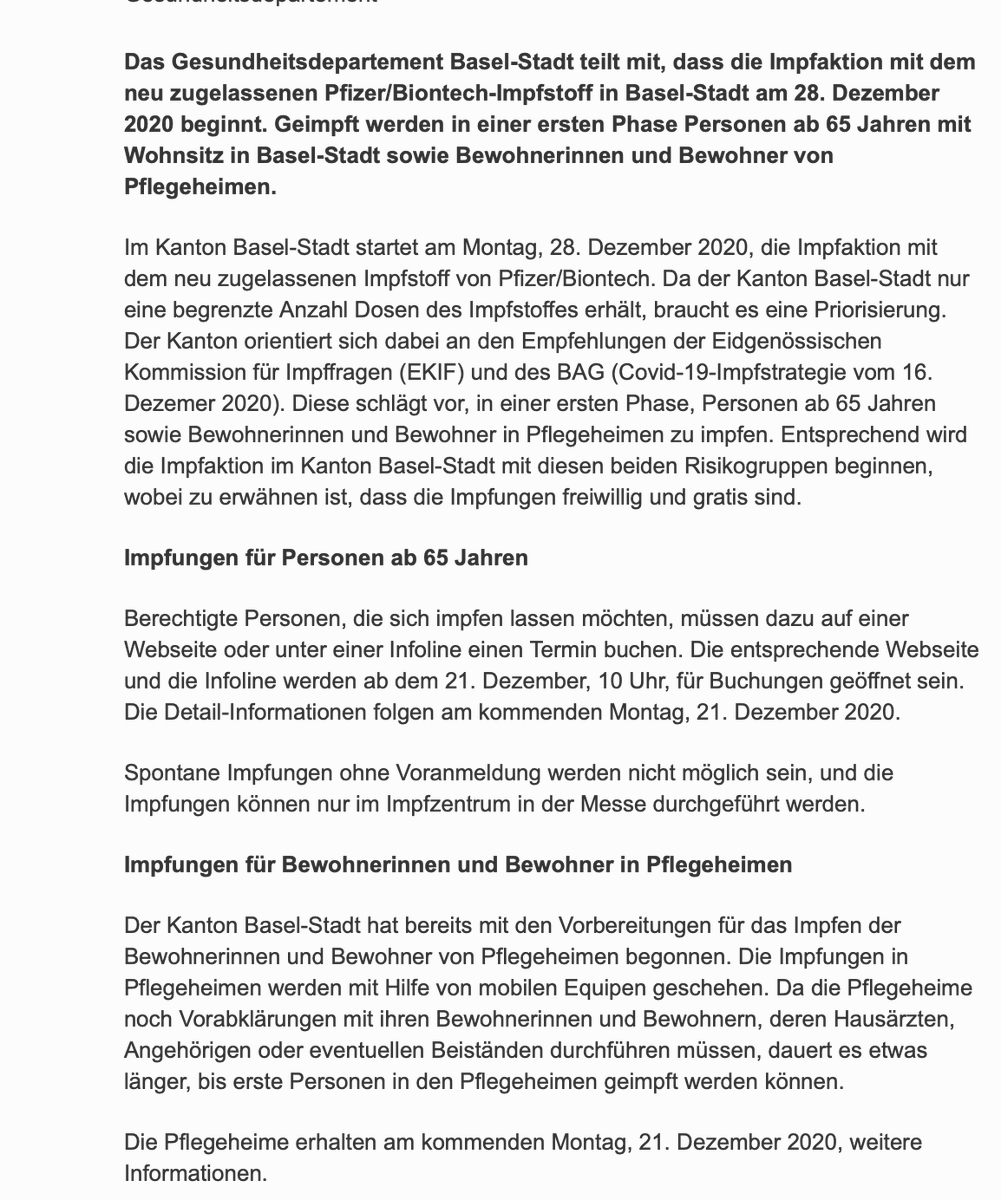 Gesundheitsdepartement
Das Gesundheitsdepartement Basel-Stadt teilt mit, dass die Impfaktion mit dem
neu zugelassenen Pfizer/Biontech-Impfstoff in Basel-Stadt am 28. Dezember
2020 beginnt. Geimpft werden in einer ersten Phase Personen ab 65 Jahren mit
Wohnsitz in Basel-Stadt sowie Bewohnerinnen und Bewohner von
Pflegeheimen.
Im Kanton Basel-Stadt startet am Montag, 28. Dezember 2020, die Impfaktion mit
dem neu zugelassenen Impfstoff von Pfizer/Biontech. Da der Kanton Basel-Stadt nur
eine begrenzte Anzahl Dosen des Impfstoffes erhält, braucht es eine Priorisierung.
Der Kanton orientiert sich dabei an den Empfehlungen der Eidgenössischen
Kommission für Impffragen (EKIF) und des BAG (Covid-19-Impfstrategie vom 16.
Dezemer 2020). Diese schlägt vor, in einer ersten Phase, Personen ab 65 Jahren
sowie Bewohnerinnen und Bewohner in Pflegeheimen zu impfen. Entsprechend wird
die Impfaktion im Kanton Basel-Stadt mit diesen beiden Risikogruppen beginnen,
wobei zu erwähnen ist, dass die Impfungen freiwillig und gratis sind.
Impfungen für Personen ab 65 Jahren
Berechtigte Personen, die sich impfen lassen möchten, müssen dazu auf einer
Webseite oder unter einer Infoline einen Termin buchen. Die entsprechende Webseite
und die Infoline werden ab dem 21. Dezember, 10 Uhr, für Buchungen geöffnet sein.
Die Detail-Informationen folgen am kommenden Montag, 21. Dezember 2020.
Spontane Impfungen ohne Voranmeldung werden nicht möglich sein, und die
Impfungen können nur im Impfzentrum in der Messe durchgeführt werden.
Impfungen für Bewohnerinnen und Bewohner in Pflegeheimen
Der Kanton Basel-Stadt hat bereits mit den Vorbereitungen für das Impfen der
Bewohnerinnen und Bewohner von Pflegeheimen begonnen. Die Impfungen in
Pflegeheimen werden mit Hilfe von mobilen Equipen geschehen. Da die Pflegeheime
noch Vorabklärungen mit ihren Bewohnerinnen und Bewohnern, deren Hausärzten,
Angehörigen oder eventuellen Beiständen durchführen müssen, dauert es etwas
länger, bis erste Personen in den Pflegeheimen geimpft werden können.
Die Pflegeheime erhalten am kommenden Montag, 21. Dezember 2020, weitere
Informationen.